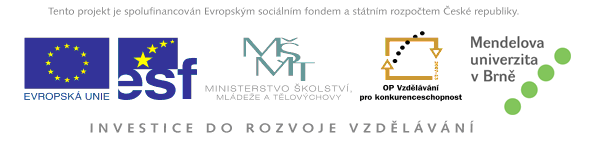 Tento projekt je spolufinancován Evropským sociálním fondem a státním rozpočtem České republiky.
EVROPSKÁ UNIE
esf
MŠMT
MINISTERSTVO ŠKOLSTVÍ,
MLÁDEŽE A TĚLOVÝCHOVY
OP Vzdělávání
pro konkurenceschopnost
Mendelova
univerzita
v Brně
INVESTICE DO ROZVOJE VZDĚLÁVÁNÍ